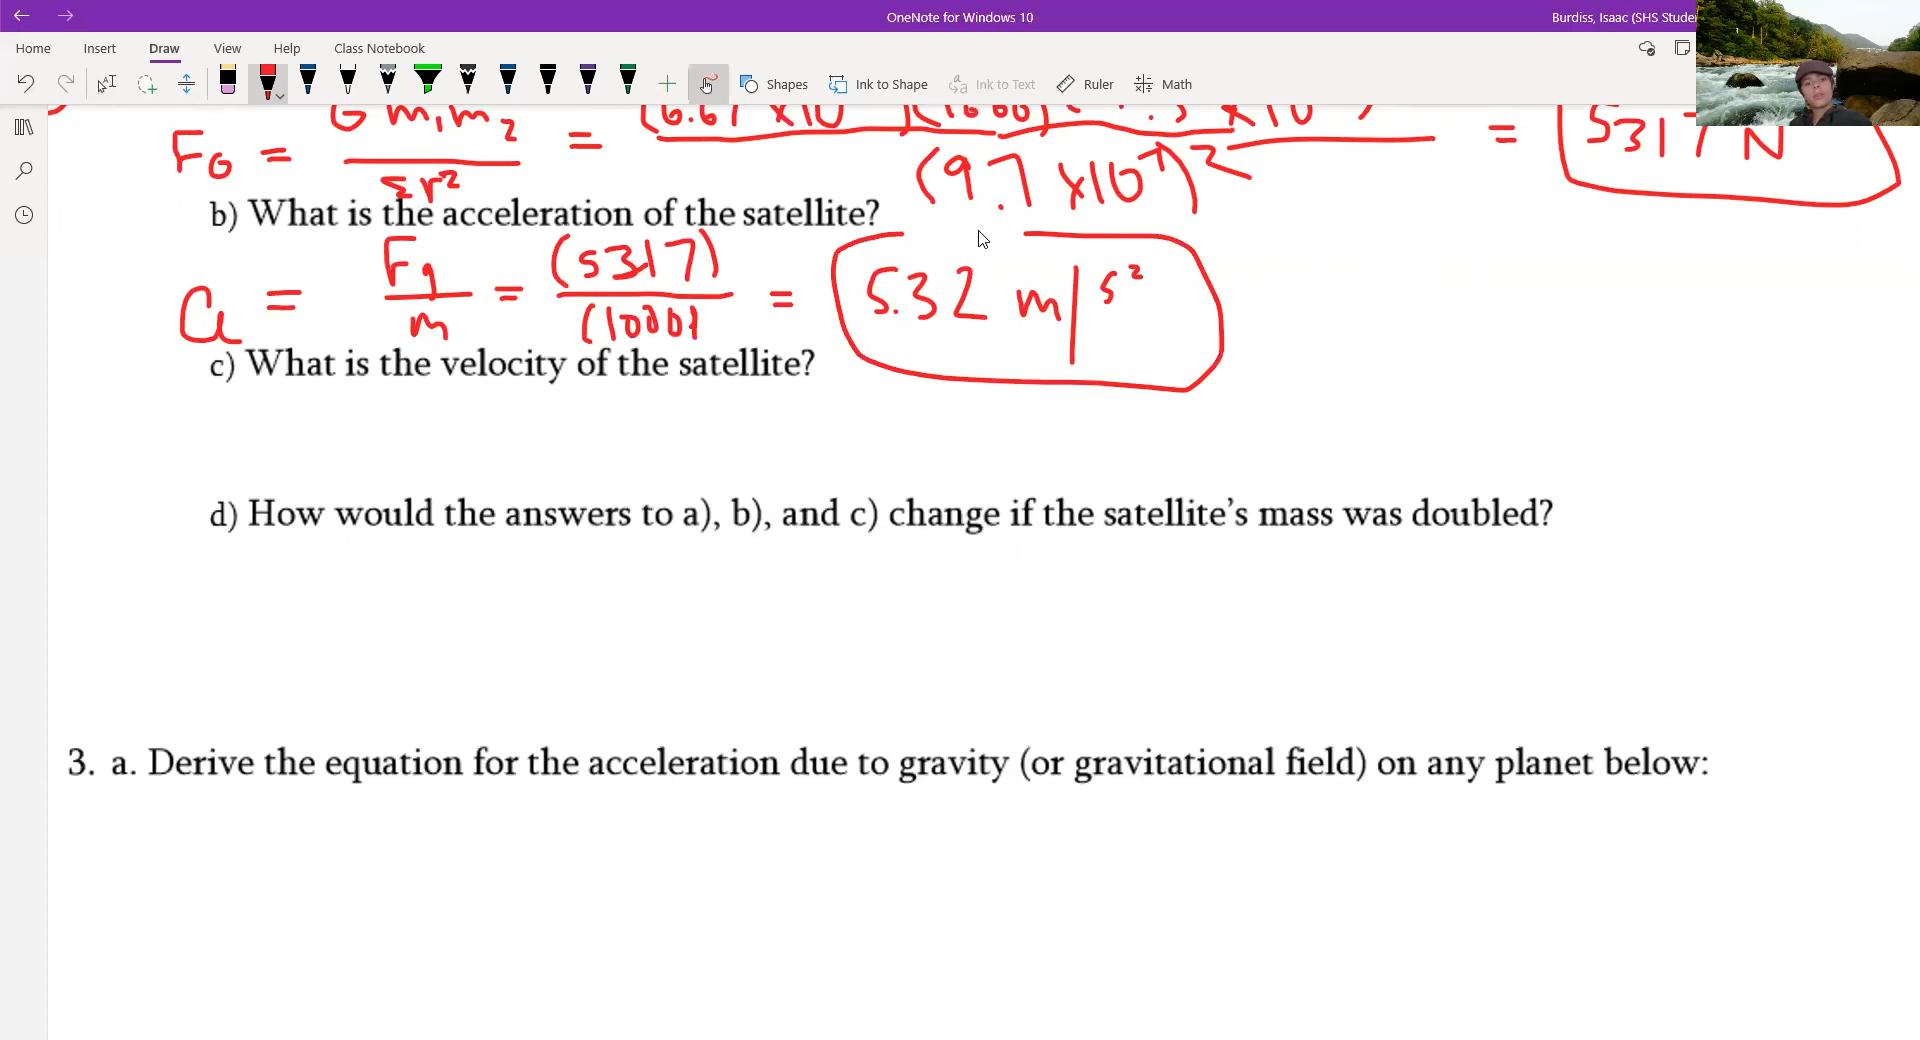 OneNote for Windows 10
Burdiss, Isaac (SHS Stude
Home Insert Draw View Help Class Notebook
Shapes Ink to Shape Ink to Text Ruler Math
G m₁ m₂
F_G = = = 5317 N
Σr² (9.7 x10⁷)²
b) What is the acceleration of the satellite?
a = Fg/m = (5317)/(1000) = 5.32 m/s²
c) What is the velocity of the satellite?
d) How would the answers to a), b), and c) change if the satellite’s mass was doubled?
3. a. Derive the equation for the acceleration due to gravity (or gravitational field) on any planet below: